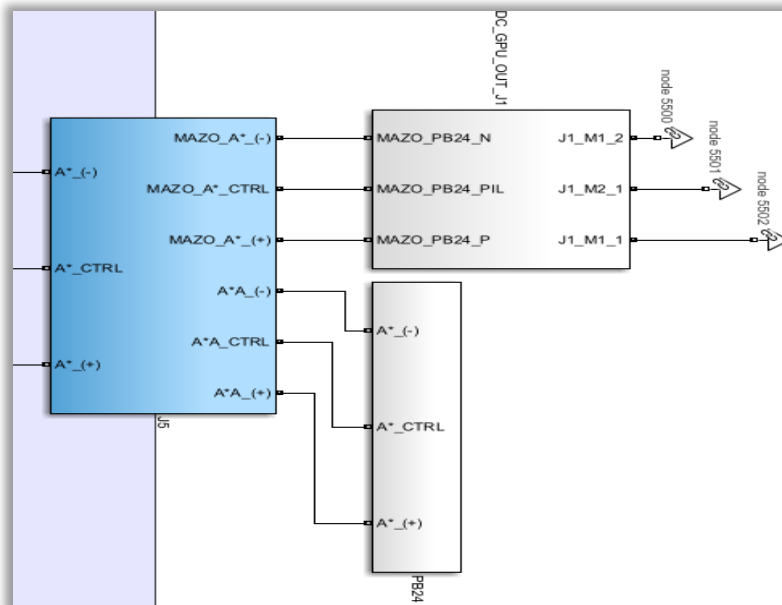 DC_GPU_OUT_J1
node 5500
node 5501
node 5502
MAZO_A*_(-)
MAZO_A*_CTRL
MAZO_A*_(+)
A*A_(-)
A*A_CTRL
A*A_(+)
A*_(-)
A*_CTRL
A*_(+)
J5
MAZO_PB24_N
MAZO_PB24_PIL
MAZO_PB24_P
J1_M1_2
J1_M2_1
J1_M1_1
A*_(-)
A*_CTRL
A*_(+)
PB24